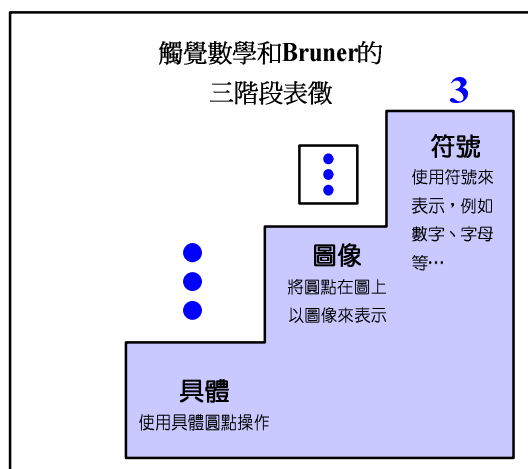 觸覺數學和Bruner的
三階段表徵
3
符號
使用符號來
表示，例如
數字、字母
等…
圖像
將圓點在圖上
以圖像來表示
具體
使用具體圓點操作